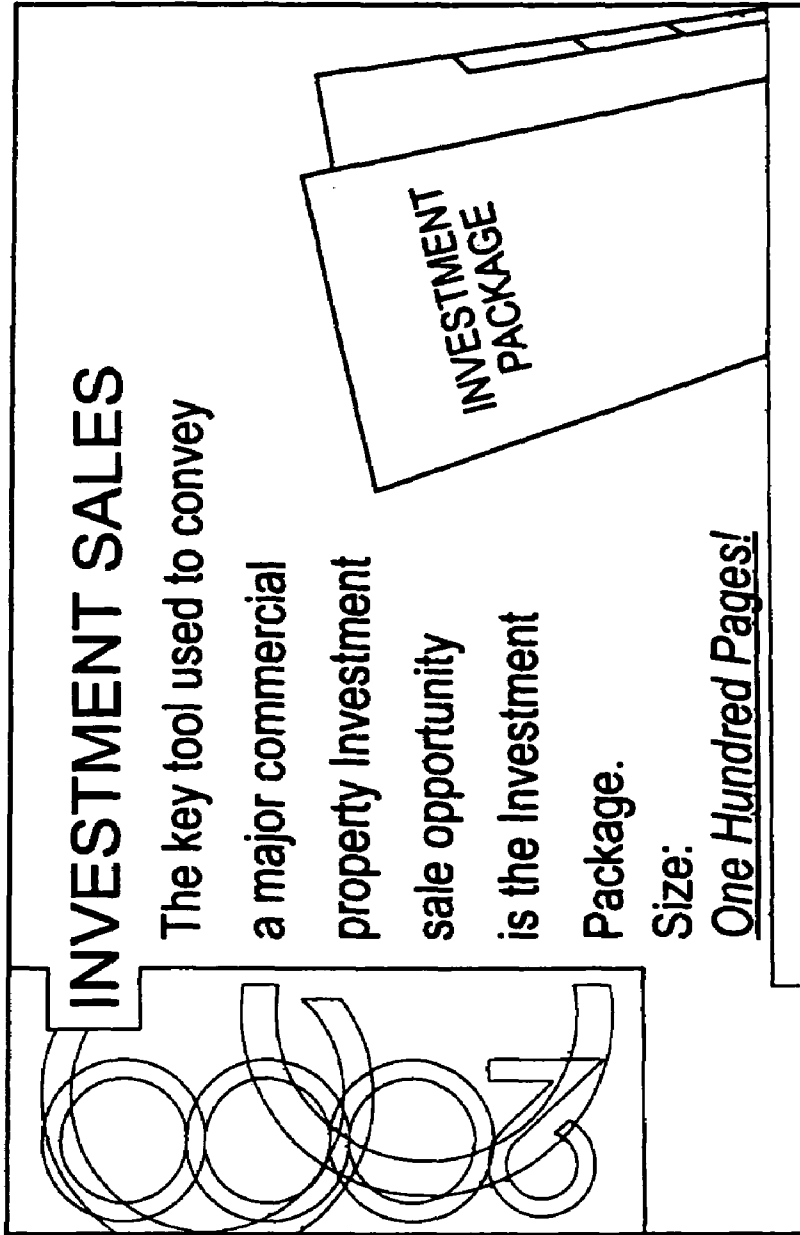 INVESTMENT SALES
The key tool used to convey
a major commercial
property Investment
sale opportunity
is the Investment
Package.
Size:
One Hundred Pages!
INVESTMENT
PACKAGE